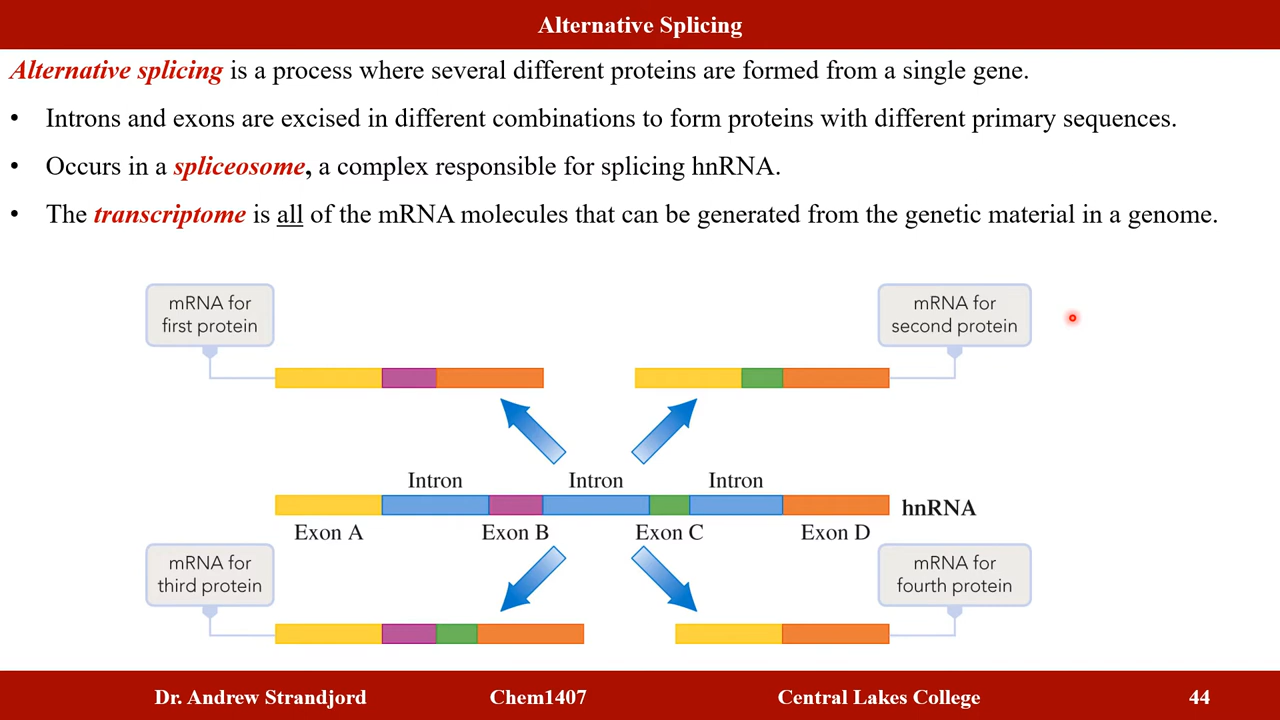 Alternative Splicing
Alternative splicing is a process where several different proteins are formed from a single gene.
• Introns and exons are excised in different combinations to form proteins with different primary sequences.
• Occurs in a spliceosome, a complex responsible for splicing hnRNA.
• The transcriptome is all of the mRNA molecules that can be generated from the genetic material in a genome.
mRNA for
first protein
mRNA for
second protein
Intron
Intron
Intron
hnRNA
Exon A
Exon B
Exon C
Exon D
mRNA for
third protein
mRNA for
fourth protein
Dr. Andrew Strandjord
Chem1407
Central Lakes College
44